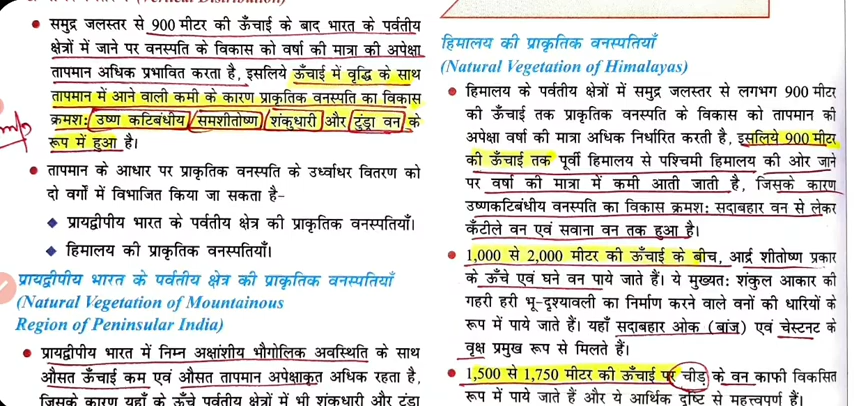 समुद्र जलस्तर से 900 मीटर की ऊँचाई के बाद भारत के पर्वतीय
क्षेत्रों में जाने पर वनस्पति के विकास को वर्षा की मात्रा की अपेक्षा
तापमान अधिक प्रभावित करता है, इसलिये ऊँचाई में वृद्धि के साथ
तापमान में आने वाली कमी के कारण प्राकृतिक वनस्पति का विकास
क्रमश: उष्ण कटिबंधीय, समशीतोष्ण, शंकुधारी और टुंड्रा वन के
रूप में हुआ है।
तापमान के आधार पर प्राकृतिक वनस्पति के उर्ध्वाधर वितरण को
दो वर्गों में विभाजित किया जा सकता है-
प्रायद्वीपीय भारत के पर्वतीय क्षेत्र की प्राकृतिक वनस्पतियाँ।
हिमालय की प्राकृतिक वनस्पतियाँ।
प्रायद्वीपीय भारत के पर्वतीय क्षेत्र की प्राकृतिक वनस्पतियाँ
(Natural Vegetation of Mountainous
Region of Peninsular India)
प्रायद्वीपीय भारत में निम्न अक्षांशीय भौगोलिक अवस्थिति के साथ
औसत ऊँचाई कम एवं औसत तापमान अपेक्षाकृत अधिक रहता है,
जिसके कारण यहाँ के ऊँचे पर्वतीय क्षेत्रों में भी शंकुधारी और टुंड्रा
हिमालय की प्राकृतिक वनस्पतियाँ
(Natural Vegetation of Himalayas)
हिमालय के पर्वतीय क्षेत्रों में समुद्र जलस्तर से लगभग 900 मीटर
की ऊँचाई तक प्राकृतिक वनस्पति के विकास को तापमान की
अपेक्षा वर्षा की मात्रा अधिक निर्धारित करती है, इसलिये 900 मीटर
की ऊँचाई तक पूर्वी हिमालय से पश्चिमी हिमालय की ओर जाने
पर वर्षा की मात्रा में कमी आती जाती है, जिसके कारण
उष्णकटिबंधीय वनस्पति का विकास क्रमश: सदाबहार वन से लेकर
कँटीले वन एवं सवाना वन तक हुआ है।
1,000 से 2,000 मीटर की ऊँचाई के बीच, आर्द्र शीतोष्ण प्रकार
के ऊँचे एवं घने वन पाये जाते हैं। ये मुख्यत: शंकुल आकार की
गहरी हरी भू-दृश्यावली का निर्माण करने वाले वनों की धारियों के
रूप में पाये जाते हैं। यहाँ सदाबहार ओक (बांज) एवं चेस्टनट के
वृक्ष प्रमुख रूप से मिलते हैं।
1,500 से 1,750 मीटर की ऊँचाई पर चीड़ के वन काफी विकसित
रूप में पाये जाते हैं और ये आर्थिक दृष्टि से महत्त्वपूर्ण हैं।